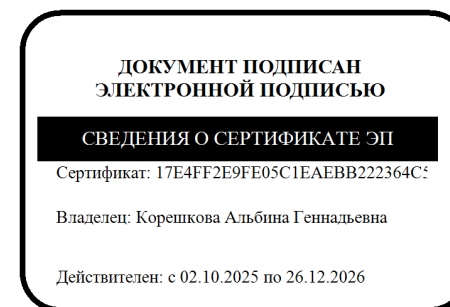 ДОКУМЕНТ ПОДПИСАН
ЭЛЕКТРОННОЙ ПОДПИСЬЮ
СВЕДЕНИЯ О СЕРТИФИКАТЕ ЭП
Сертификат: 17E4FF2E9FE05C1EAEBB222364C5
Владелец: Корешкова Альбина Геннадьевна
Действителен: с 02.10.2025 по 26.12.2026